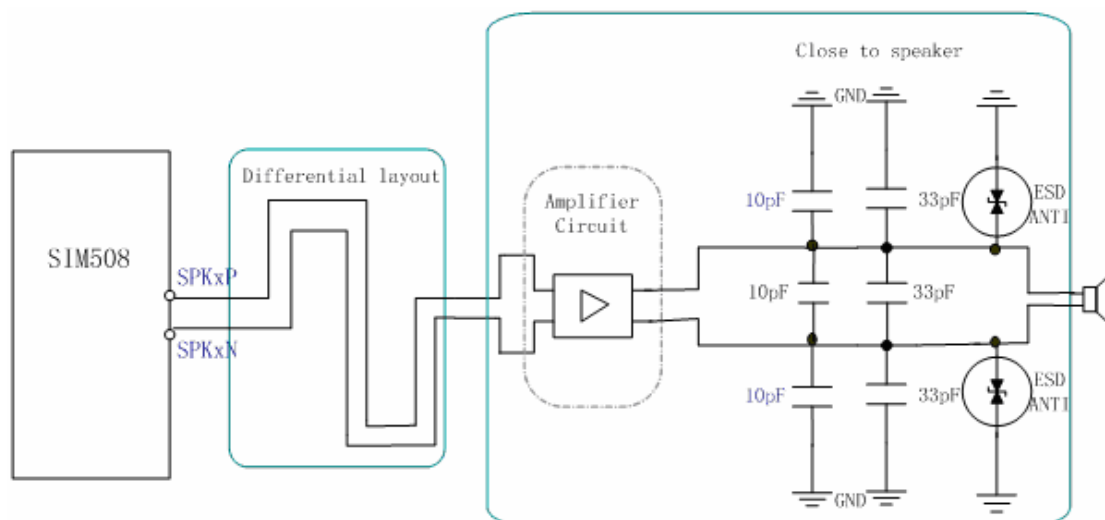 Close to speaker
GND
Differential layout
Amplifier
Circuit
10pF
33pF
ESD
ANTI
SIM508
SPKxP
10pF
33pF
SPKxN
10pF
33pF
ESD
ANTI
GND